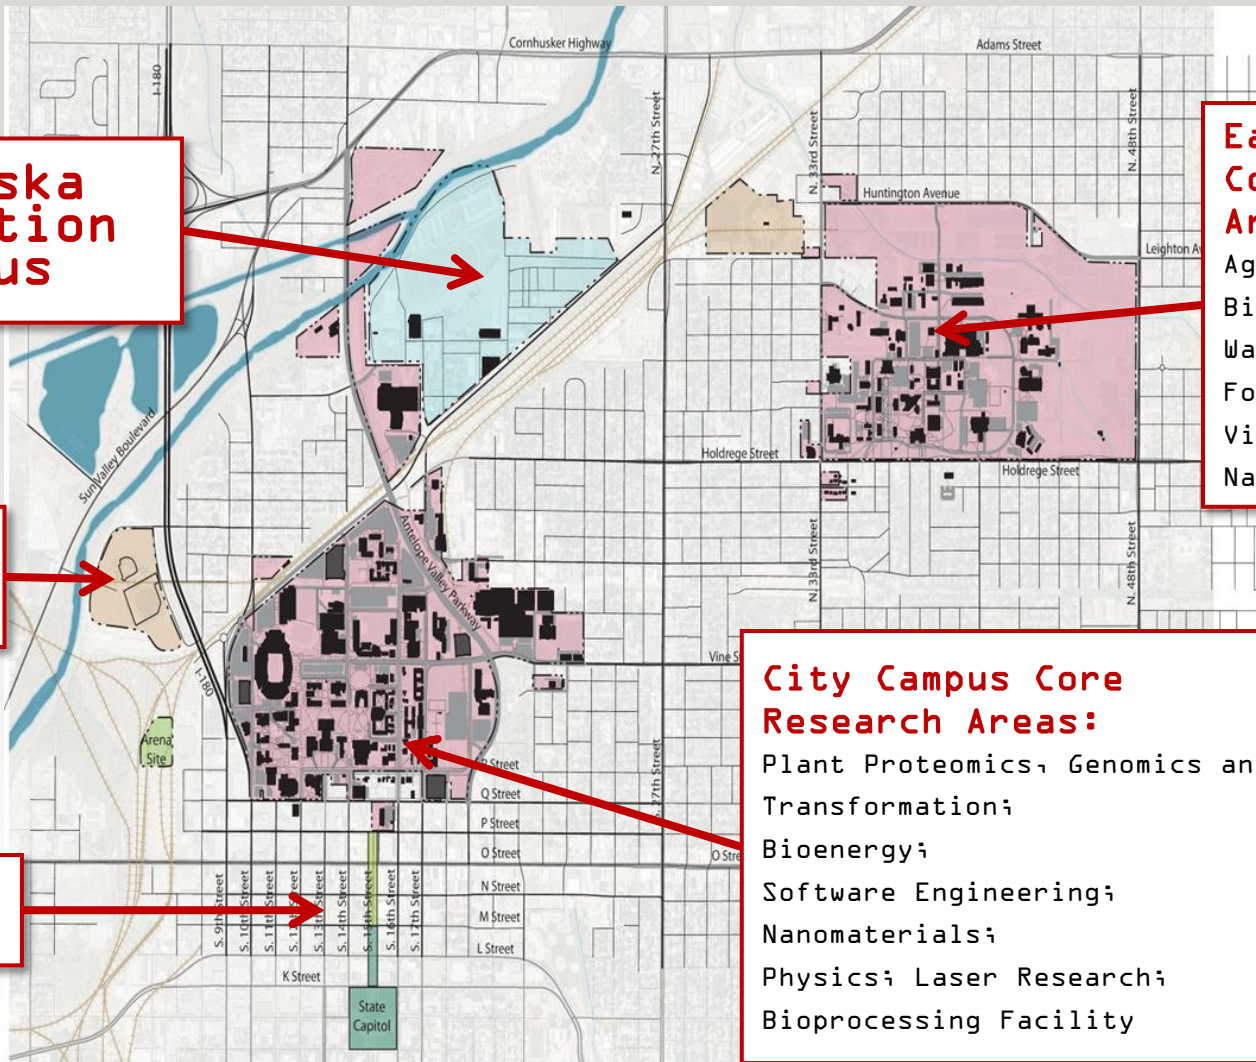 Cornhusker Highway
Adams Street
I-180
N. 27th Street
N. 33rd Street
N. 48th Street
Huntington Avenue
Leighton Av
ska
tion
us
Ea
Co
Ar
Ag
Bi
Wa
Fo
Vi
Na
Sun Valley Boulevard
Holdrege Street
Holdrege Street
Antelope Valley Parkway
N. 33rd Street
N. 48th Street
I-180
Vine S
Arena
Site
City Campus Core
Research Areas:
Plant Proteomics, Genomics an
Transformation;
Bioenergy;
Software Engineering;
Nanomaterials;
Physics; Laser Research;
Bioprocessing Facility
R Street
Q Street
P Street
O Street
O Stre
N Street
M Street
L Street
K Street
S. 27th Street
S. 9th Street
S. 10th Street
S. 11th Street
S. 12th Street
S. 13th Street
S. 14th Street
S. 15th Street
S. 16th Street
S. 17th Street
State
Capitol